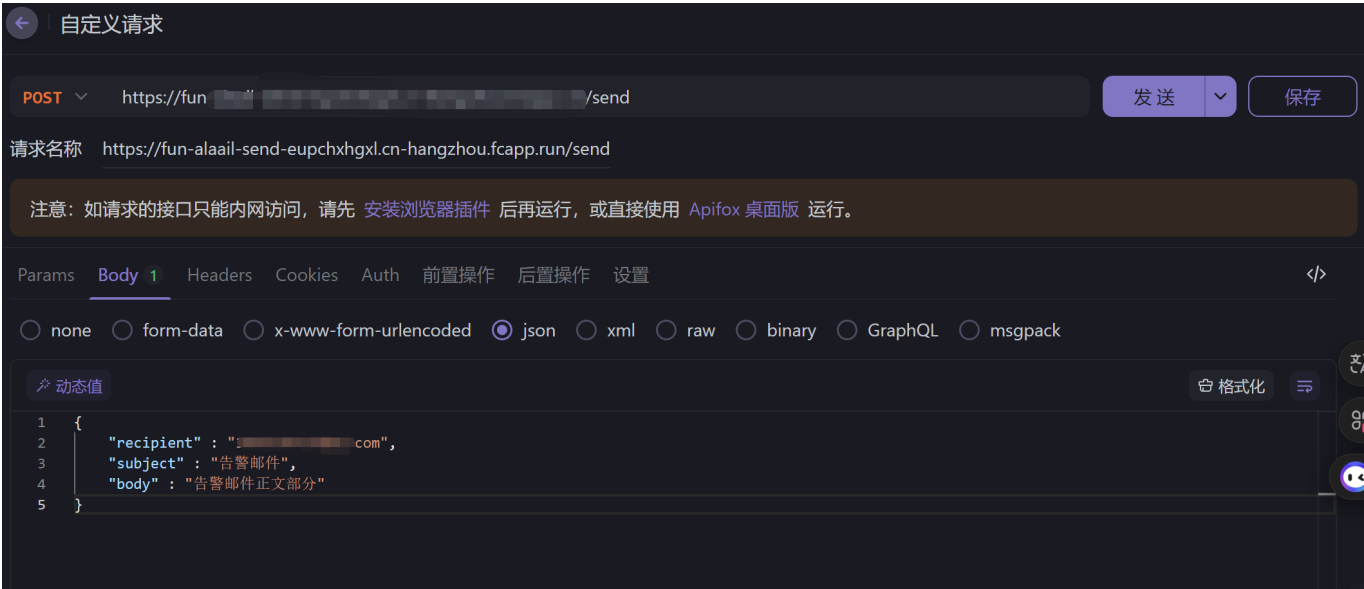 自定义请求
POST https://fun /send
发 送
保存
请求名称 https://fun-alaail-send-eupchxhgxl.cn-hangzhou.fcapp.run/send
注意：如请求的接口只能内网访问，请先 安装浏览器插件 后再运行，或直接使用 Apifox 桌面版 运行。
Params Body 1 Headers Cookies Auth 前置操作 后置操作 设置 </>
none form-data x-www-form-urlencoded json xml raw binary GraphQL msgpack
动态值 格式化
1 {
2 "recipient" : " com",
3 "subject" : "告警邮件",
4 "body" : "告警邮件正文部分"
5 }